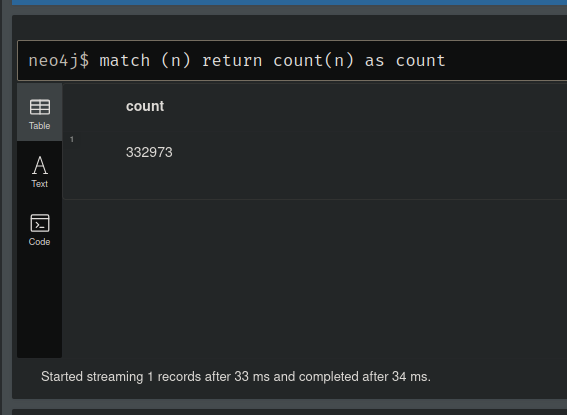 neo4j$ match (n) return count(n) as count
Table
count
1
332973
Text
Code
Started streaming 1 records after 33 ms and completed after 34 ms.